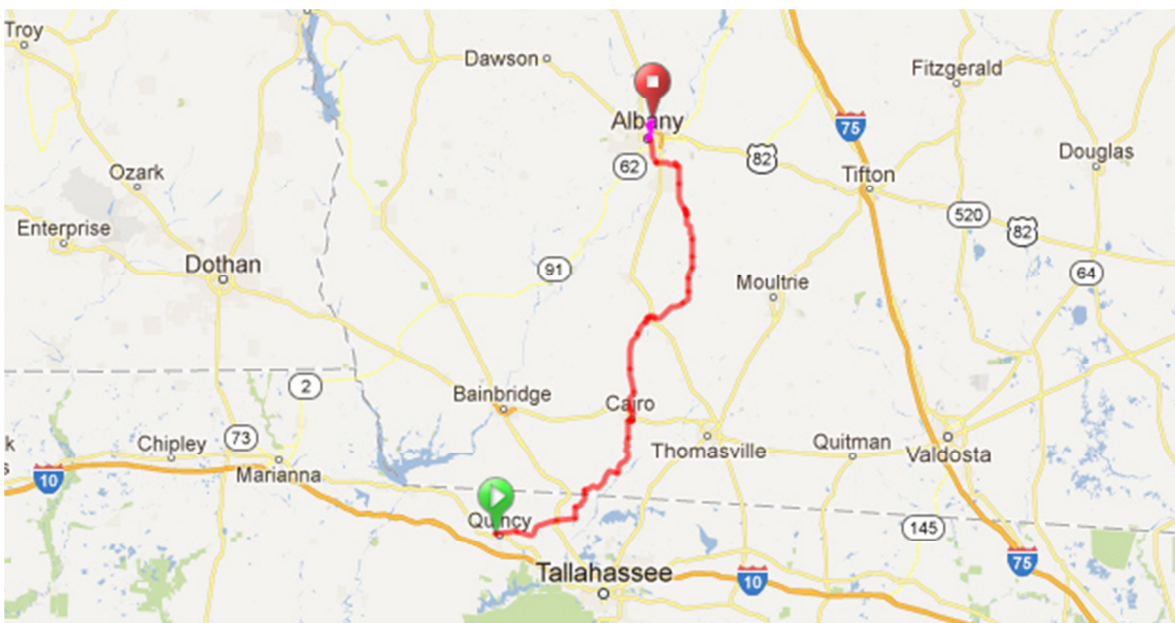 Troy
Dawson
Fitzgerald
Albany
75
82
62
Douglas
Ozark
Tifton
520
82
Enterprise
Dothan
91
64
Moultrie
2
Bainbridge
Cairo
Chipley
73
Thomasville
Quitman
Valdosta
k
s
10
Marianna
Quincy
145
75
Tallahassee
10